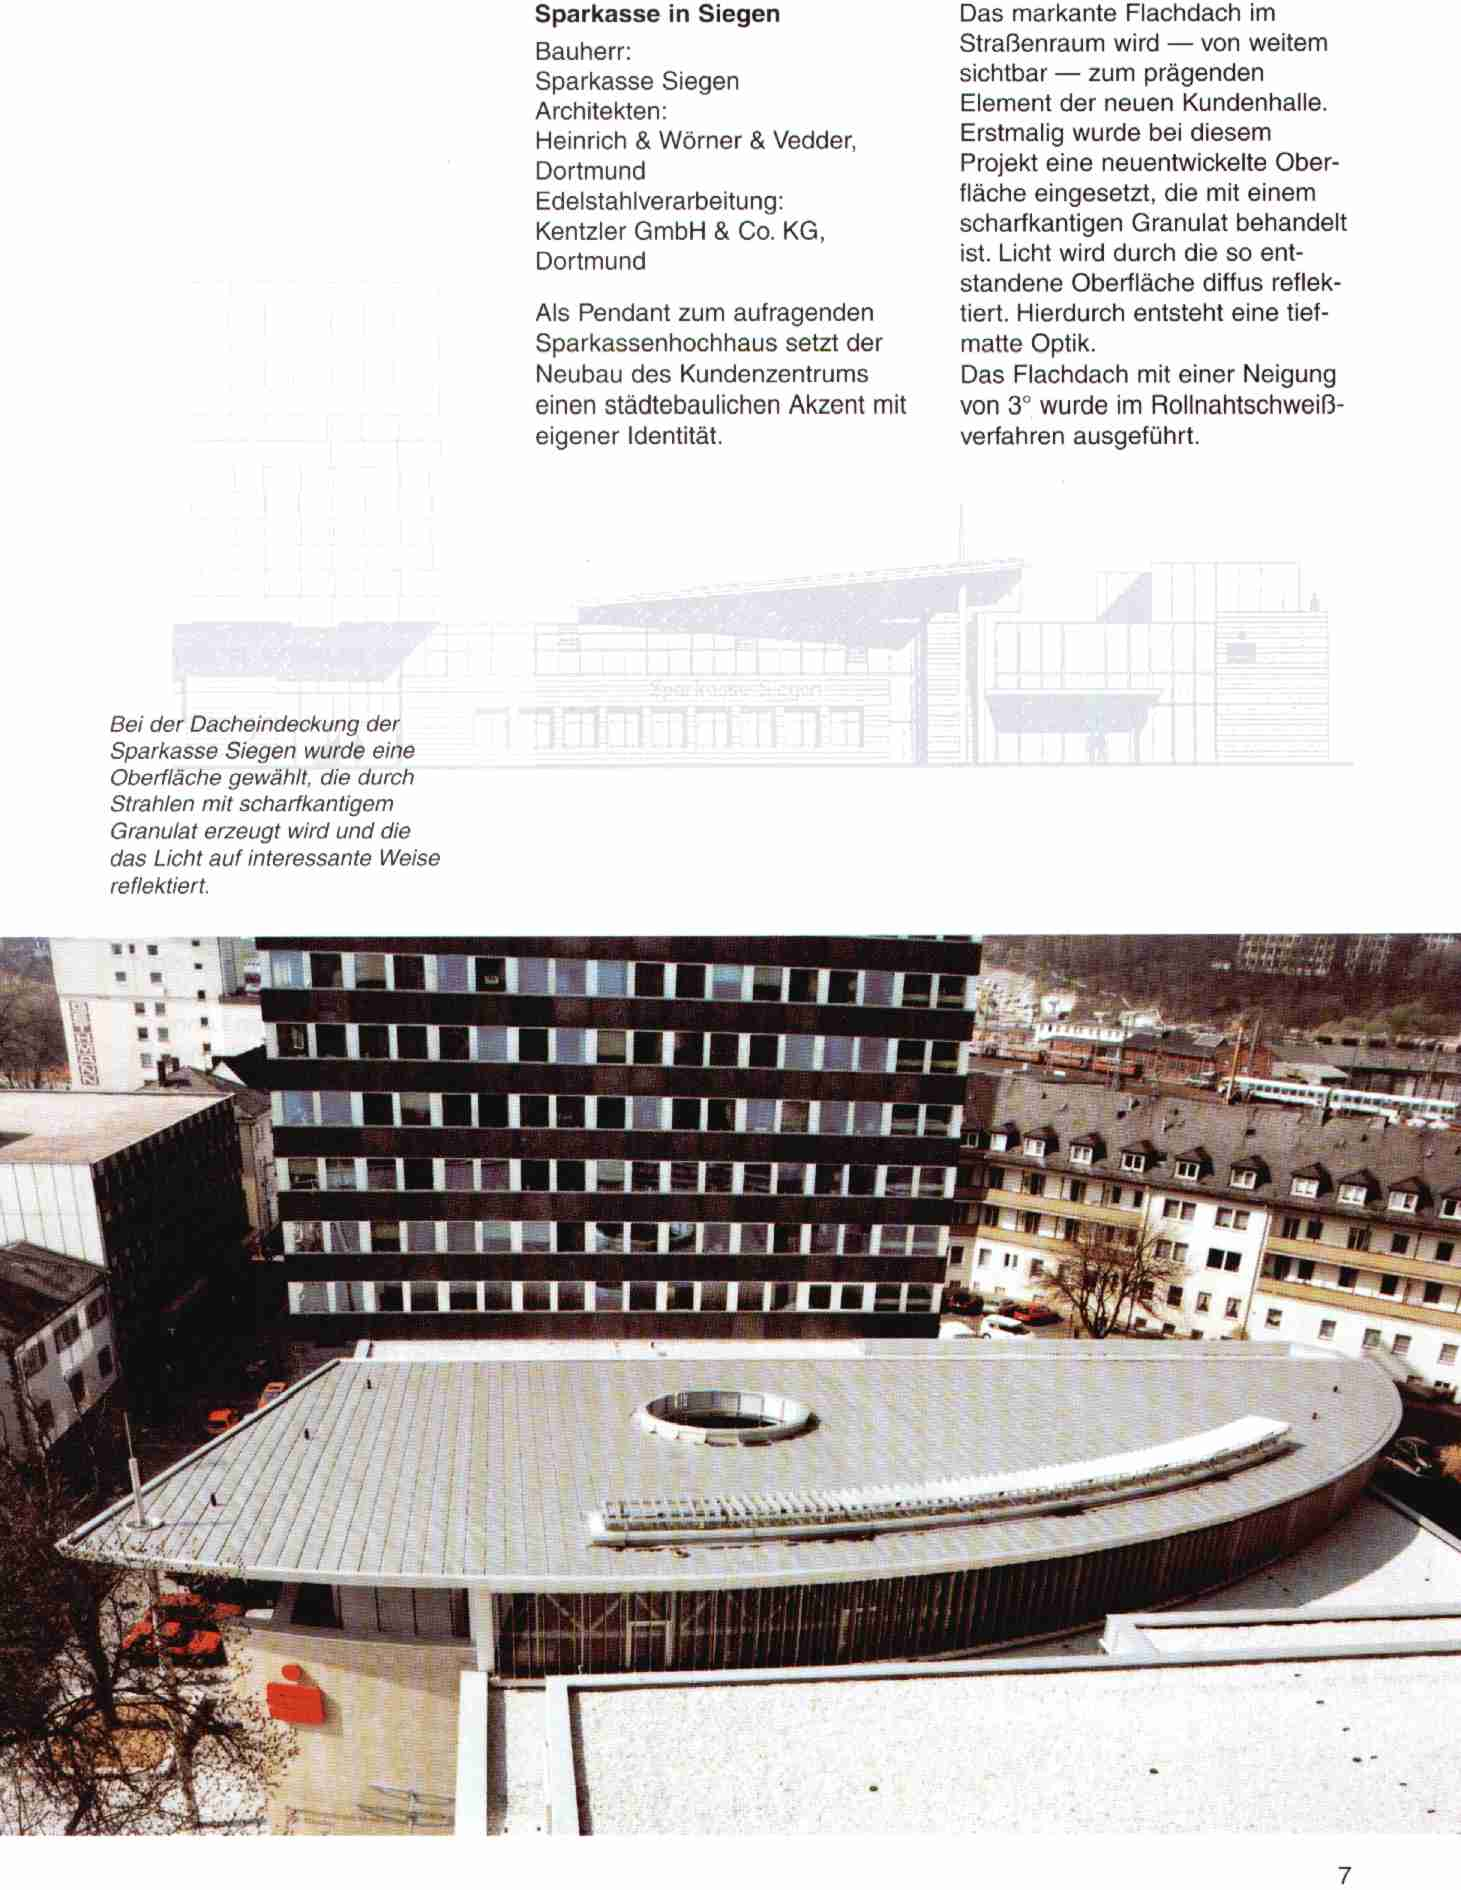 Sparkasse in Siegen
Bauherr:
Sparkasse Siegen
Architekten:
Heinrich & Wörner & Vedder,
Dortmund
Edelstahlverarbeitung:
Kentzler GmbH & Co. KG,
Dortmund
Als Pendant zum aufragenden
Sparkassenhochhaus setzt der
Neubau des Kundenzentrums
einen städtebaulichen Akzent mit
eigener Identität.
Das markante Flachdach im
Straßenraum wird — von weitem
sichtbar — zum prägenden
Element der neuen Kundenhalle.
Erstmalig wurde bei diesem
Projekt eine neuentwickelte Ober-
fläche eingesetzt, die mit einem
scharfkantigen Granulat behandelt
ist. Licht wird durch die so ent-
standene Oberfläche diffus reflek-
tiert. Hierdurch entsteht eine tief-
matte Optik.
Das Flachdach mit einer Neigung
von 3° wurde im Rollnahtschweiß-
verfahren ausgeführt.
Sparkasse Siegen
Bei der Dacheindeckung der
Sparkasse Siegen wurde eine
Oberfläche gewählt, die durch
Strahlen mit scharfkantigem
Granulat erzeugt wird und die
das Licht auf interessante Weise
reflektiert.
7